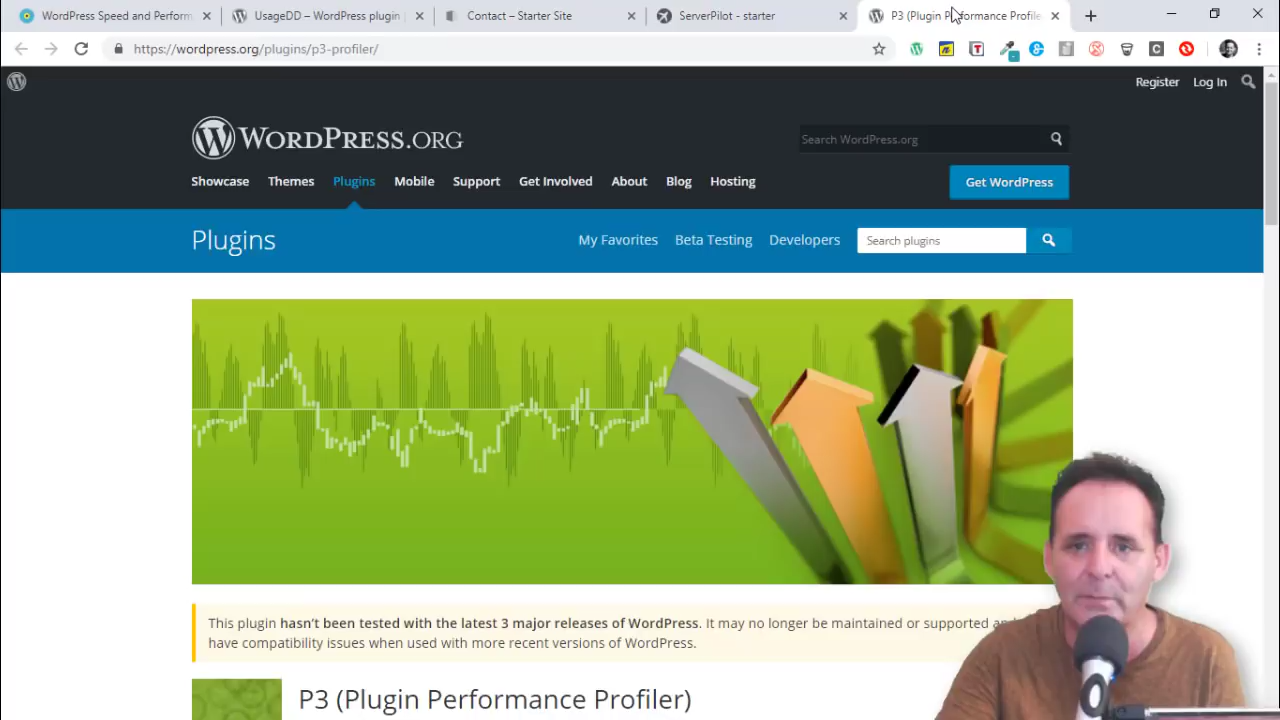 WordPress Speed and Perform
UsageDD – WordPress plugin
Contact – Starter Site
ServerPilot - starter
P3 (Plugin Performance Profile
https://wordpress.org/plugins/p3-profiler/
Register
Log In
WORDPRESS.ORG
Search WordPress.org
Showcase
Themes
Plugins
Mobile
Support
Get Involved
About
Blog
Hosting
Get WordPress
Plugins
My Favorites
Beta Testing
Developers
Search plugins
This plugin hasn't been tested with the latest 3 major releases of WordPress. It may no longer be maintained or supported and
have compatibility issues when used with more recent versions of WordPress.
P3 (Plugin Performance Profiler)